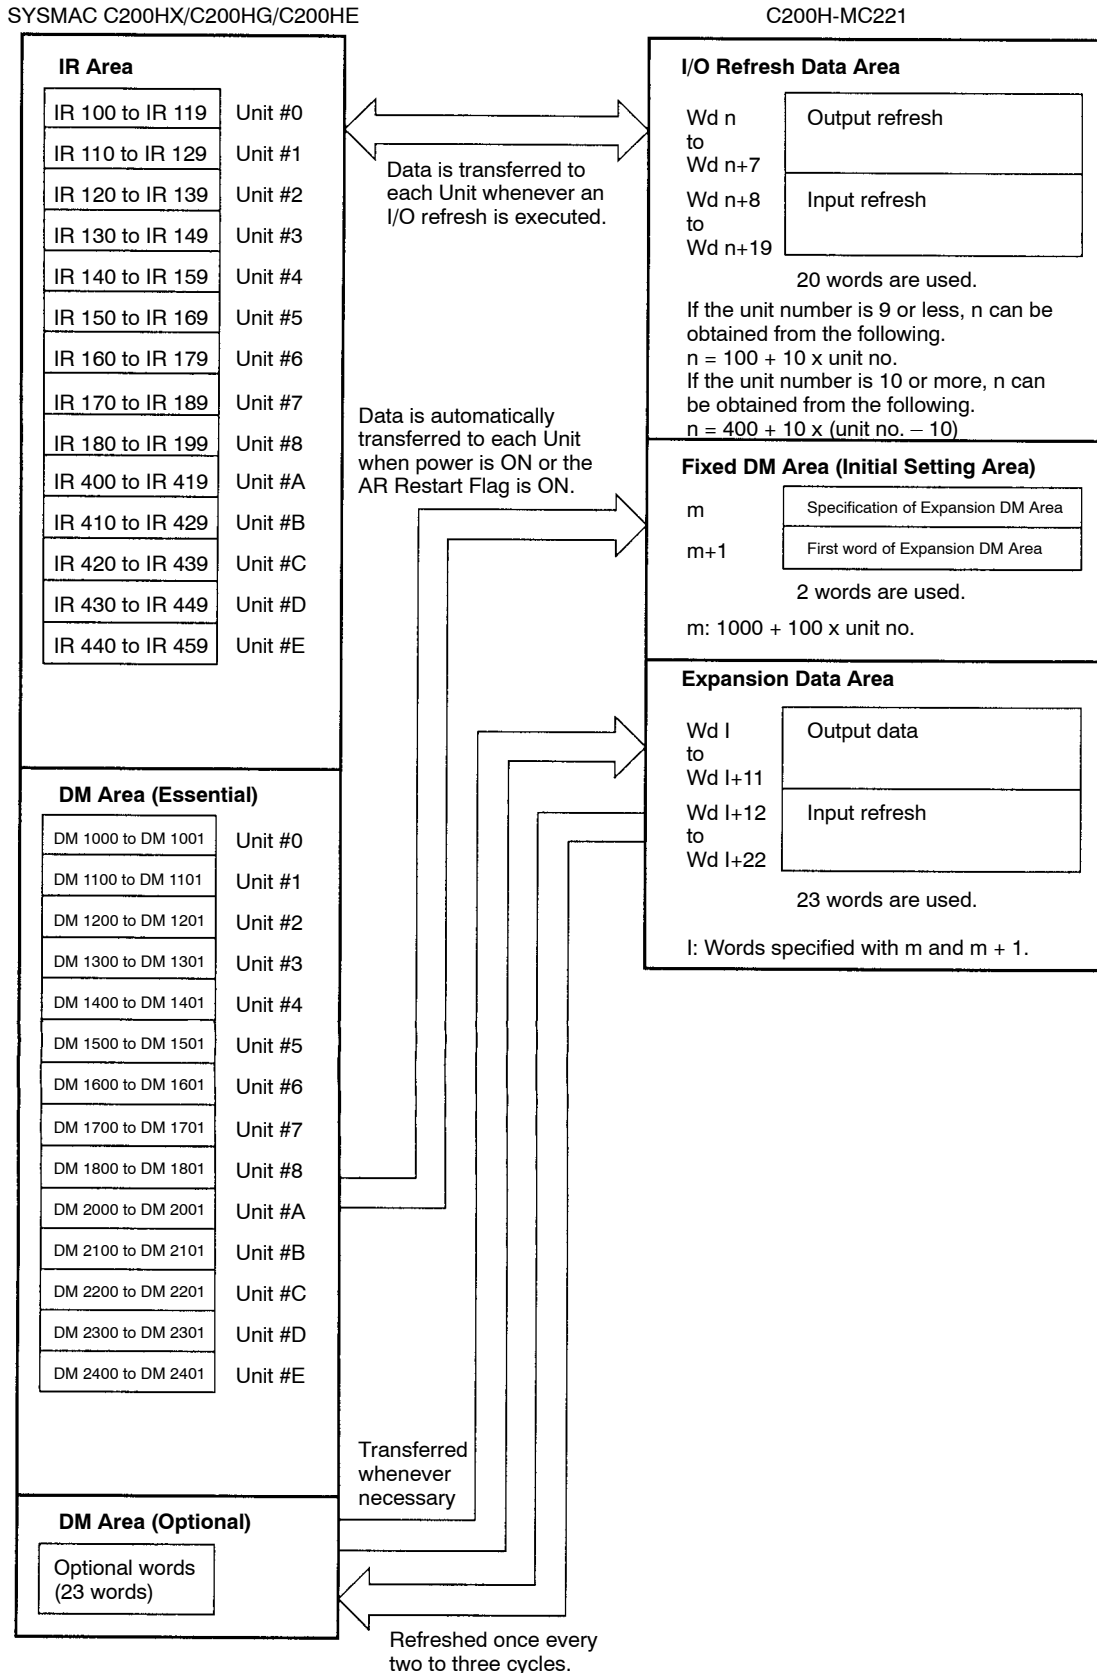 SYSMAC C200HX/C200HG/C200HE
IR Area
IR 100 to IR 119 Unit #0
IR 110 to IR 129 Unit #1
IR 120 to IR 139 Unit #2
IR 130 to IR 149 Unit #3
IR 140 to IR 159 Unit #4
IR 150 to IR 169 Unit #5
IR 160 to IR 179 Unit #6
IR 170 to IR 189 Unit #7
IR 180 to IR 199 Unit #8
IR 400 to IR 419 Unit #A
IR 410 to IR 429 Unit #B
IR 420 to IR 439 Unit #C
IR 430 to IR 449 Unit #D
IR 440 to IR 459 Unit #E
DM Area (Essential)
DM 1000 to DM 1001 Unit #0
DM 1100 to DM 1101 Unit #1
DM 1200 to DM 1201 Unit #2
DM 1300 to DM 1301 Unit #3
DM 1400 to DM 1401 Unit #4
DM 1500 to DM 1501 Unit #5
DM 1600 to DM 1601 Unit #6
DM 1700 to DM 1701 Unit #7
DM 1800 to DM 1801 Unit #8
DM 2000 to DM 2001 Unit #A
DM 2100 to DM 2101 Unit #B
DM 2200 to DM 2201 Unit #C
DM 2300 to DM 2301 Unit #D
DM 2400 to DM 2401 Unit #E
DM Area (Optional)
Optional words
(23 words)
Data is transferred to
each Unit whenever an
I/O refresh is executed.
Data is automatically
transferred to each Unit
when power is ON or the
AR Restart Flag is ON.
Transferred
whenever
necessary
Refreshed once every
two to three cycles.
C200H-MC221
I/O Refresh Data Area
Wd n
to
Wd n+7
Output refresh
Wd n+8
to
Wd n+19
Input refresh
20 words are used.
If the unit number is 9 or less, n can be
obtained from the following.
n = 100 + 10 x unit no.
If the unit number is 10 or more, n can
be obtained from the following.
n = 400 + 10 x (unit no. – 10)
Fixed DM Area (Initial Setting Area)
m Specification of Expansion DM Area
m+1 First word of Expansion DM Area
2 words are used.
m: 1000 + 100 x unit no.
Expansion Data Area
Wd l
to
Wd l+11
Output data
Wd l+12
to
Wd l+22
Input refresh
23 words are used.
l: Words specified with m and m + 1.